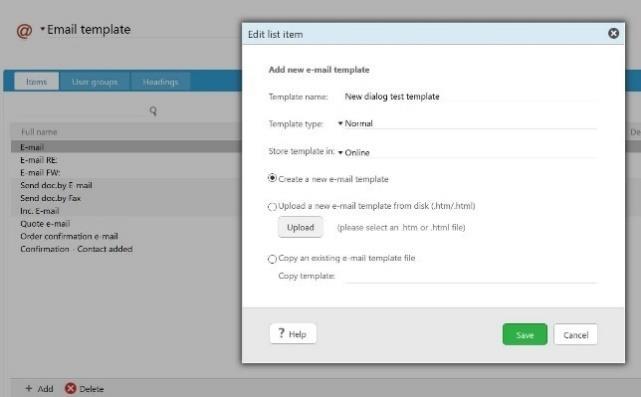 @ Email template
Items User groups Headings
Full name
De
E-mail
E-mail RE:
E-mail FW:
Send doc.by E-mail
Send doc.by Fax
Inc. E-mail
Quote e-mail
Order confirmation e-mail
Confirmation - Contact added
+ Add Delete
Edit list item
Add new e-mail template
Template name: New dialog test template
Template type: Normal
Store template in: Online
Create a new e-mail template
Upload a new e-mail template from disk (.htm/.html)
Upload (please select an .htm or .html file)
Copy an existing e-mail template file
Copy template:
? Help Save Cancel